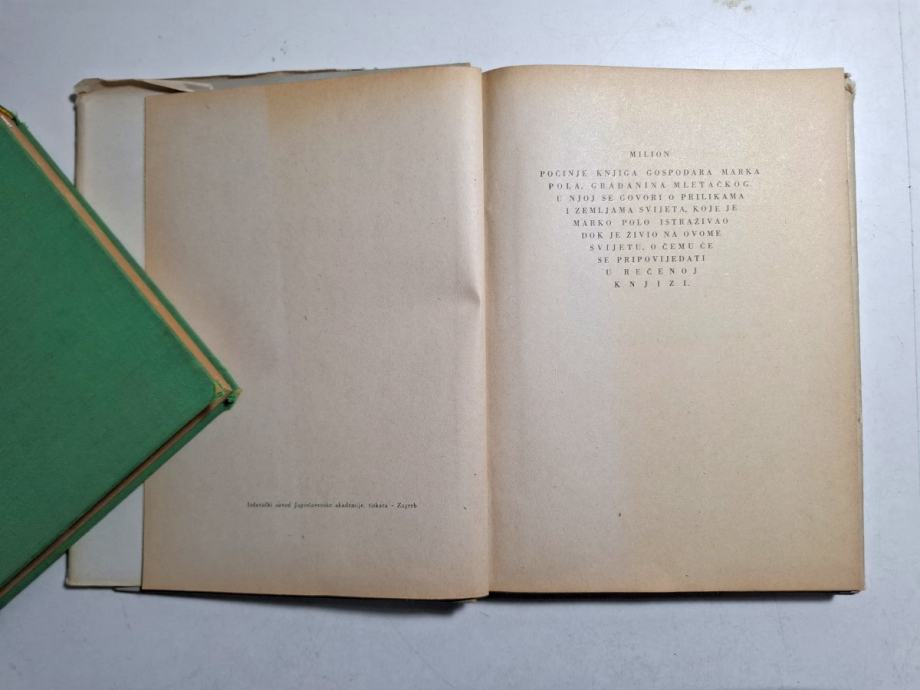 Izdavački zavod Jugoslavenske akademije, tiskara - Zagreb
MILION
POČINJE KNJIGA GOSPODARA MARKA
POLA, GRAĐANINA MLETAČKOG.
U NJOJ SE GOVORI O PRILIKAMA
I ZEMLJAMA SVIJETA, KOJE JE
MARKO POLO ISTRAŽIVAO
DOK JE ŽIVIO NA OVOME
SVIJETU, O ČEMU ĆE
SE PRIPOVIJEDATI
U REČENOJ
KNJIZI.